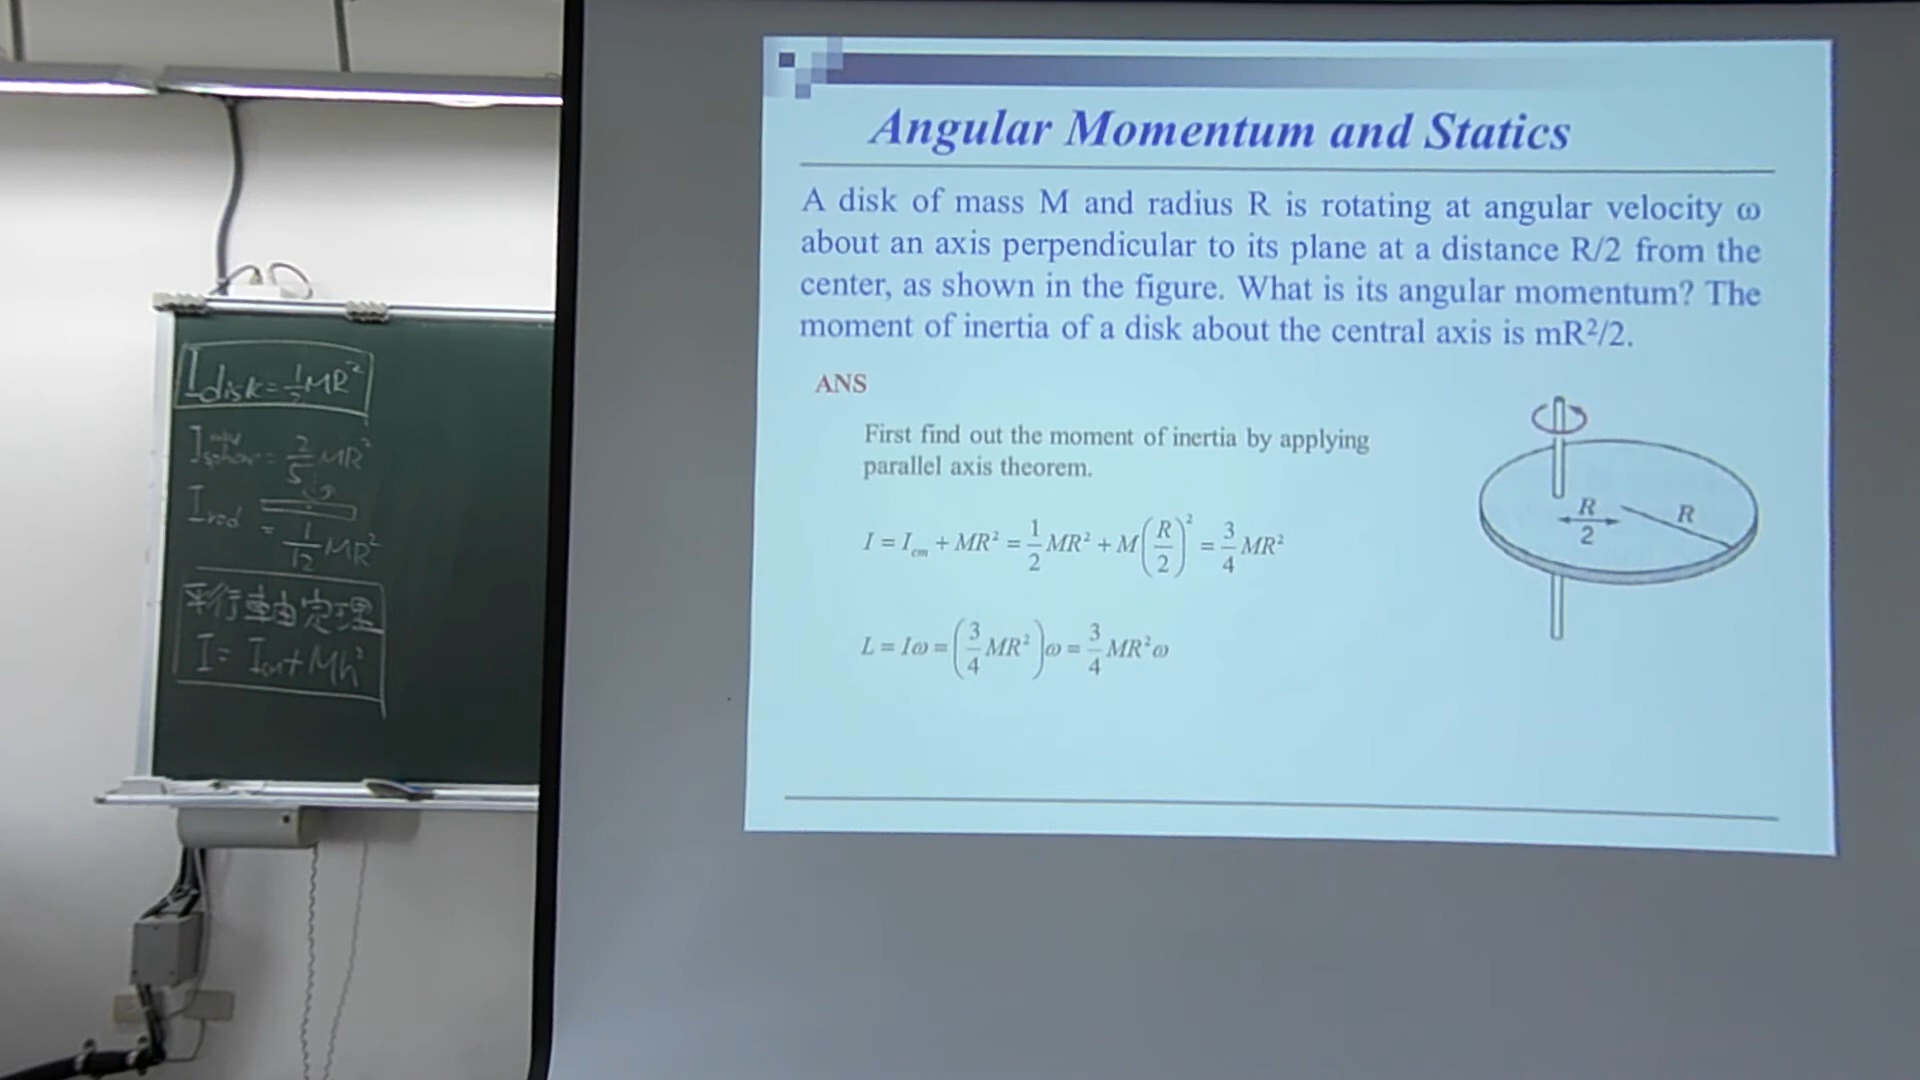 I disk = 1/2 MR²
I solid sphere = 2/5 MR²
I rod
= 1/12 MR²
平行軸定理
I = Icm + Mh²
Angular Momentum and Statics
A disk of mass M and radius R is rotating at angular velocity ω
about an axis perpendicular to its plane at a distance R/2 from the
center, as shown in the figure. What is its angular momentum? The
moment of inertia of a disk about the central axis is mR²/2.
ANS
First find out the moment of inertia by applying
parallel axis theorem.
I = I_cm + MR² = 1/2 MR² + M(R/2)² = 3/4 MR²
L = Iω = (3/4 MR²)ω = 3/4 MR²ω
R/2
R